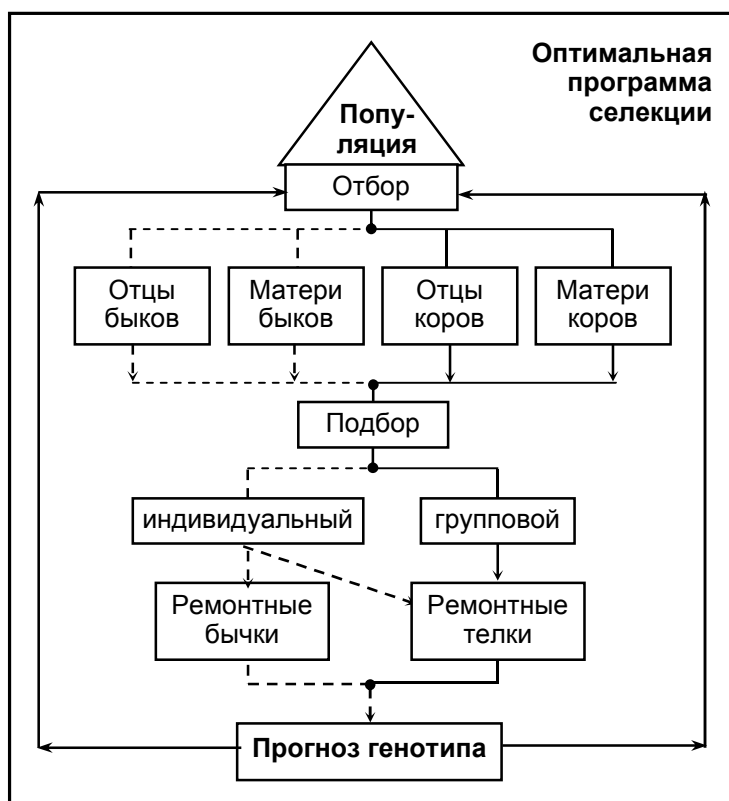 Оптимальная
программа
селекции
Попу-
ляция
Отбор
Отцы
быков
Матери
быков
Отцы
коров
Матери
коров
Подбор
индивидуальный
групповой
Ремонтные
бычки
Ремонтные
телки
Прогноз генотипа